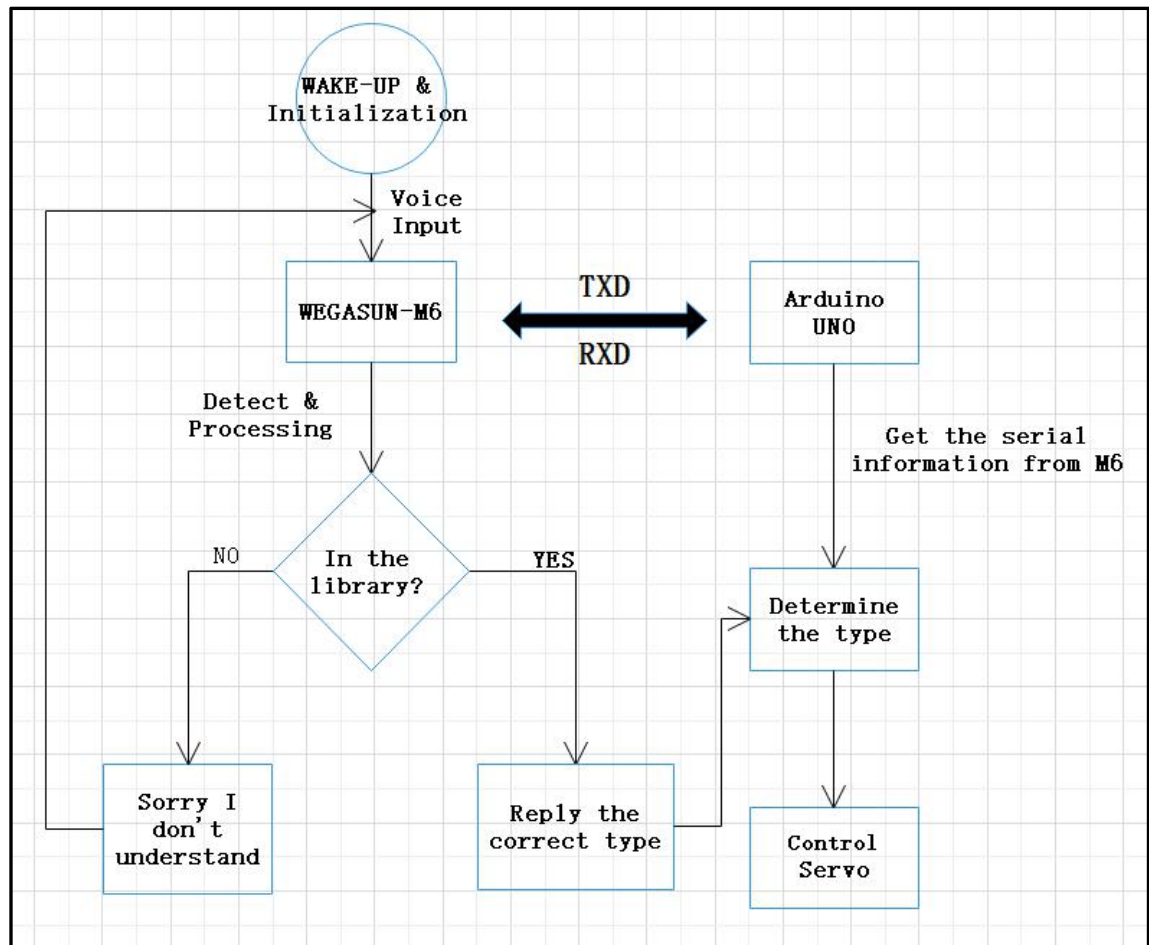 WAKE-UP &
Initialization
Voice
Input
WEGASUN-M6
TXD
RXD
Arduino
UNO
Detect &
Processing
Get the serial
information from M6
NO
In the
library?
YES
Determine
the type
Sorry I
don't
understand
Reply the
correct type
Control
Servo